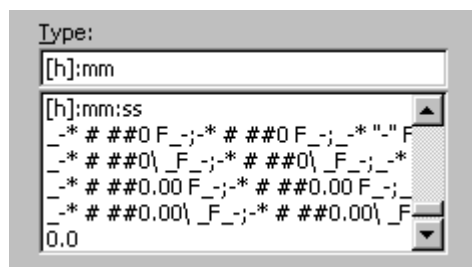 Type:
[h]:mm
[h]:mm:ss
_-* # ##0 F_-;-* # ##0 F_-;_-* "-" F
_-* # ##0\ _F_-;-* # ##0\ _F_-;_-*
_-* # ##0.00 F_-;-* # ##0.00 F_-;_
_-* # ##0.00\ _F_-;-* # ##0.00\ _F
0.0